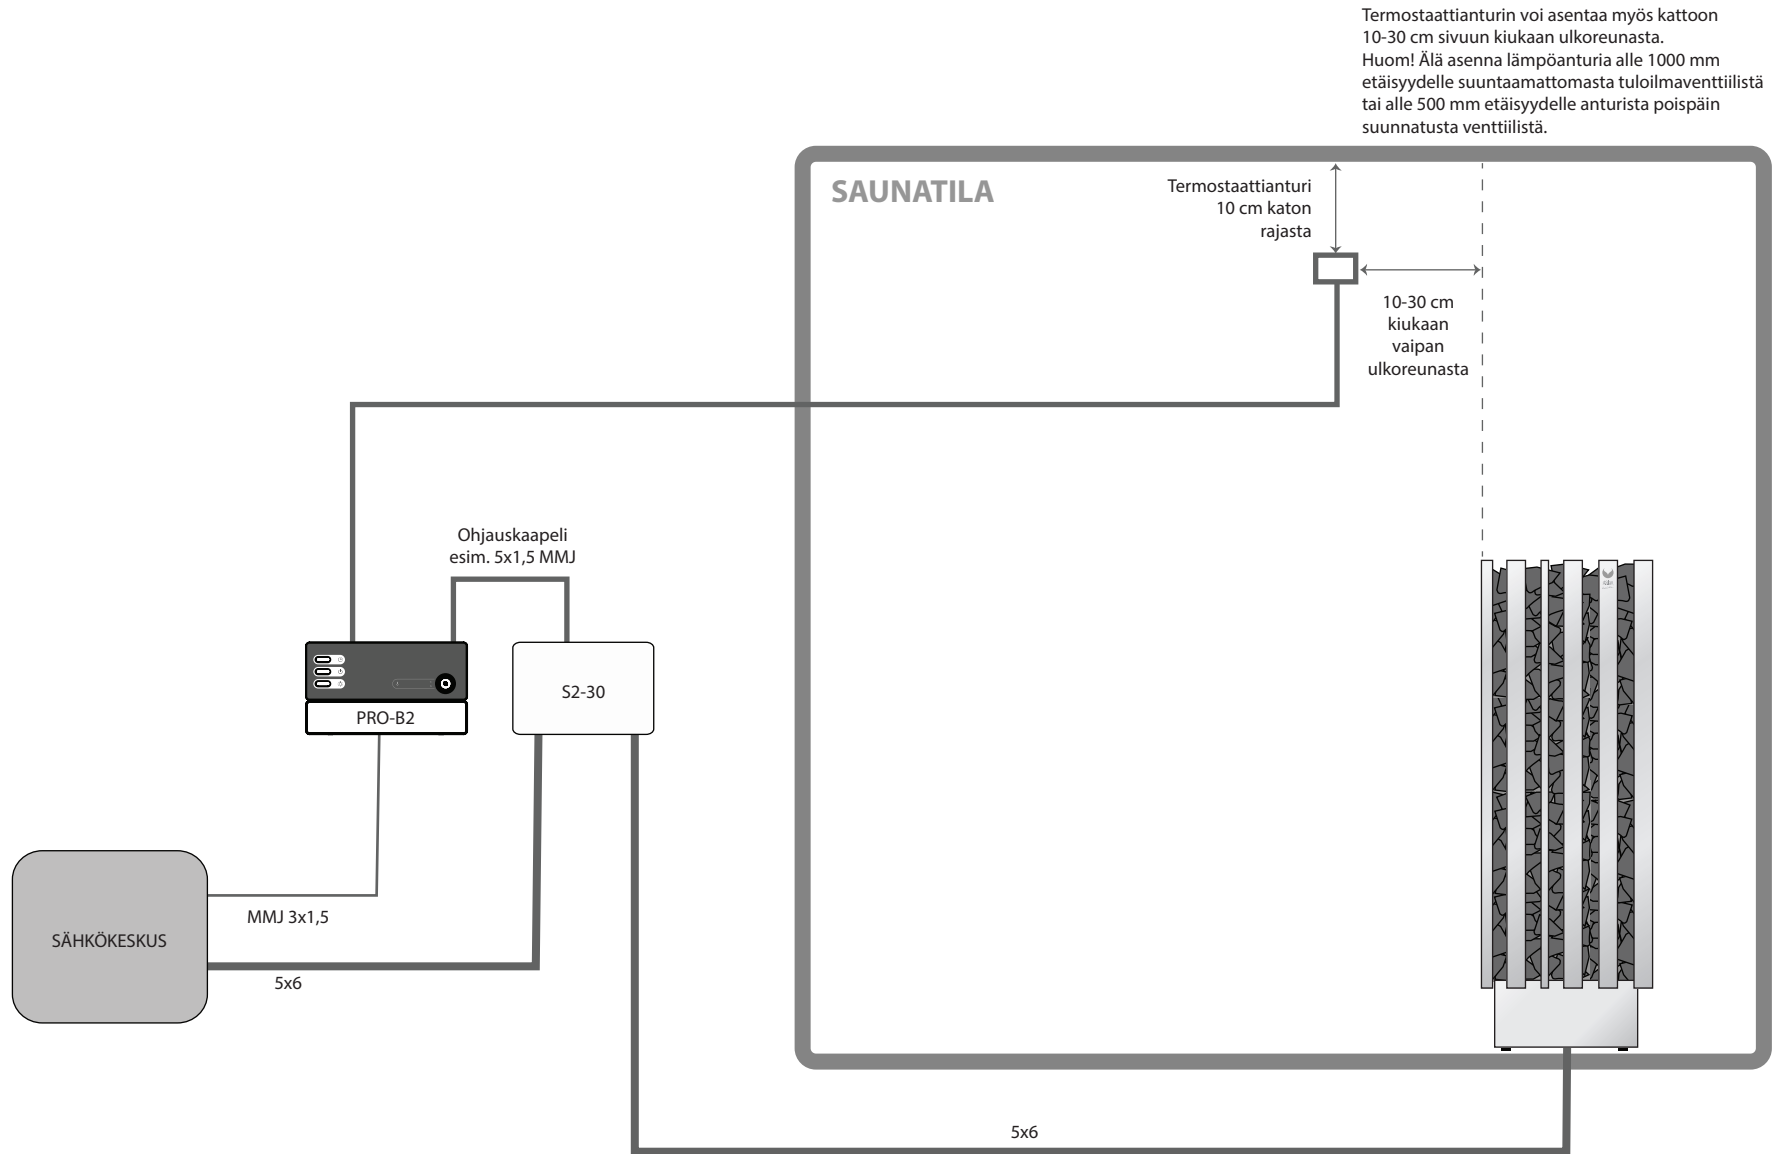 Termostaattianturin voi asentaa myös kattoon
10-30 cm sivuun kiukaan ulkoreunasta.
Huom! Älä asenna lämpöanturia alle 1000 mm
etäisyydelle suuntaamattomasta tuloilmaventtiilistä
tai alle 500 mm etäisyydelle anturista poispäin
suunnatusta venttiilistä.
SAUNATILA
Termostaattianturi
10 cm katon
rajasta
10-30 cm
kiukaan
vaipan
ulkoreunasta
Ohjauskaapeli
esim. 5x1,5 MMJ
S2-30
PRO-B2
MMJ 3x1,5
SÄHKÖKESKUS
5x6
5x6